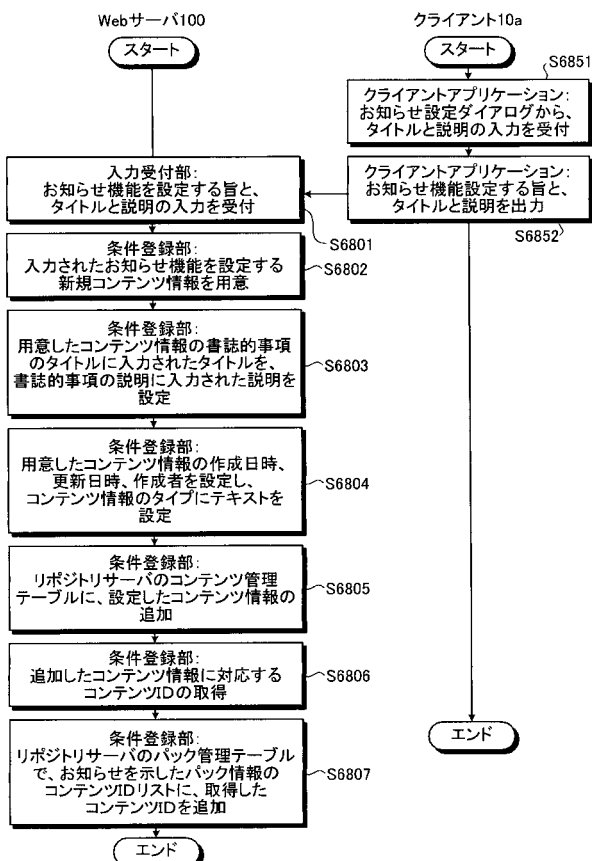 Webサーバ100
クライアント10a
スタート
スタート
S6851
クライアントアプリケーション:
お知らせ設定ダイアログから、
タイトルと説明の入力を受付
入力受付部:
お知らせ機能を設定する旨と、
タイトルと説明の入力を受付
クライアントアプリケーション:
お知らせ機能設定する旨と、
タイトルと説明を出力
S6801
S6852
条件登録部:
入力されたお知らせ機能を設定する
新規コンテンツ情報を用意
S6802
条件登録部:
用意したコンテンツ情報の書誌的事項
のタイトルに入力されたタイトルを、
書誌的事項の説明に入力された説明を
設定
S6803
条件登録部:
用意したコンテンツ情報の作成日時、
更新日時、作成者を設定し、
コンテンツ情報のタイプにテキストを
設定
S6804
条件登録部:
リポジトリサーバのコンテンツ管理
テーブルに、設定したコンテンツ情報の
追加
S6805
条件登録部:
追加したコンテンツ情報に対応する
コンテンツIDの取得
S6806
条件登録部:
リポジトリサーバのパック管理テーブル
で、お知らせを示したパック情報の
コンテンツIDリストに、取得した
コンテンツIDを追加
S6807
エンド
エンド